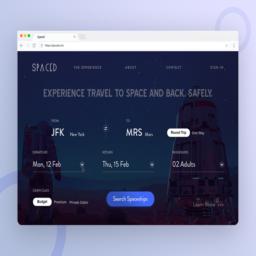 Spaced
SPACED
THE EXPERIENCE
ABOUT
CONTACT
SIGN IN
EXPERIENCE TRAVEL TO SPACE AND BACK. SAFELY.
FROM
TO
JFK New York
MRS Mars
Round Trip
One Way
DEPARTURE
RETURN
PASSENGERS
Mon, 12 Feb
Thu, 15 Feb
02 Adults
Budget
Premium
Private Cabin
Search Spaceships
Learn More